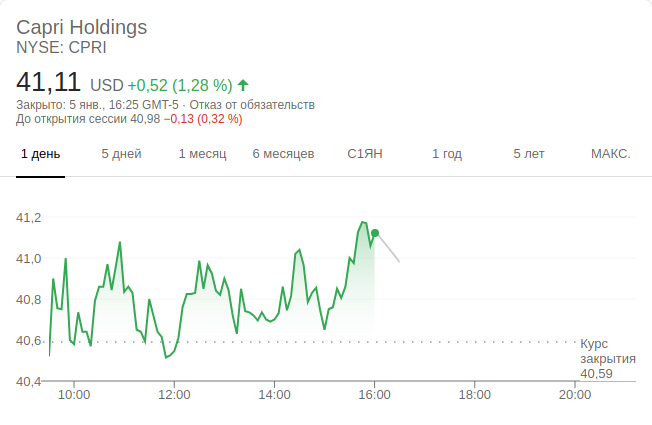 Capri Holdings
NYSE: CPRI
41,11 USD +0,52 (1,28 %)
Закрыто: 5 янв., 16:25 GMT-5 · Отказ от обязательств
До открытия сессии 40,98 −0,13 (0,32 %)
1 день 5 дней 1 месяц 6 месяцев С1ЯН 1 год 5 лет МАКС.
41,2
41,0
40,8
40,6
40,4
Курс
закрытия
40,59
10:00 12:00 14:00 16:00 18:00 20:00